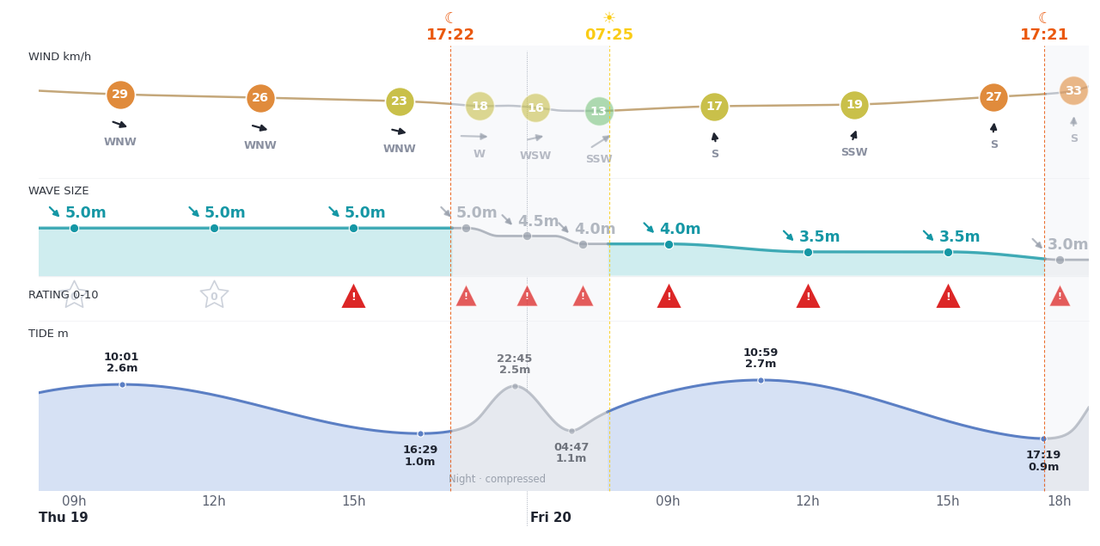 17:22
07:25
17:21
WIND km/h
29
26
23
18
16
13
17
19
27
33
WNW
WNW
WNW
W
WSW
SSW
S
SSW
S
S
WAVE SIZE
5.0m
5.0m
5.0m
5.0m
4.5m
4.0m
4.0m
3.5m
3.5m
3.0m
RATING 0-10
0
!
!
!
!
!
!
!
!
TIDE m
10:01
2.6m
22:45
2.5m
10:59
2.7m
16:29
1.0m
04:47
1.1m
17:19
0.9m
Night · compressed
09h
12h
15h
09h
12h
15h
18h
Thu 19
Fri 20